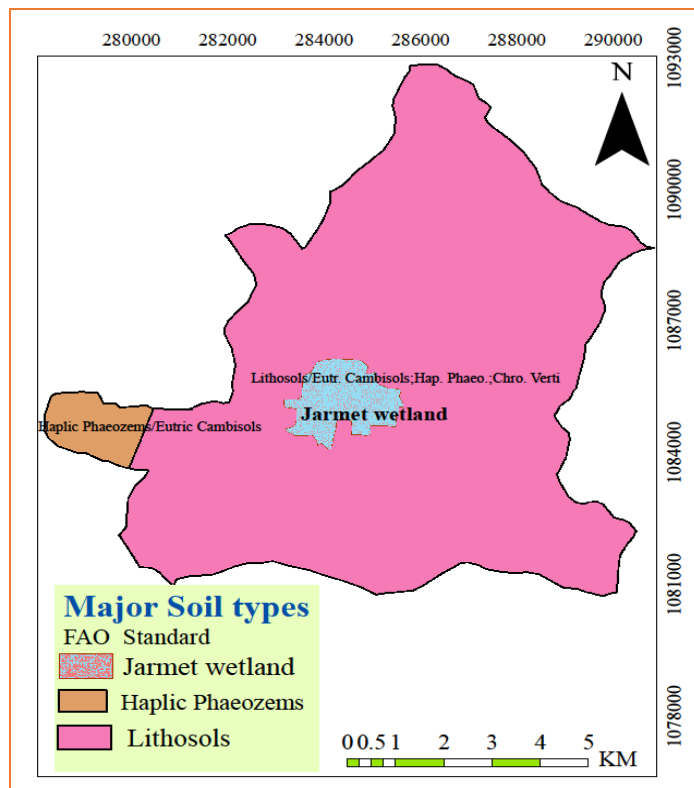 280000 282000 284000 286000 288000 290000
1093000
N
1090000
1087000
Lithosols/Eutr. Cambisols;Hap. Phaeo.;Chro. Verti
Jarmet wetland
Haplic Phaeozems/Eutric Cambisols
1084000
1081000
1078000
Major Soil types
FAO Standard
Jarmet wetland
Haplic Phaeozems
Lithosols
0 0.5 1 2 3 4 5
KM